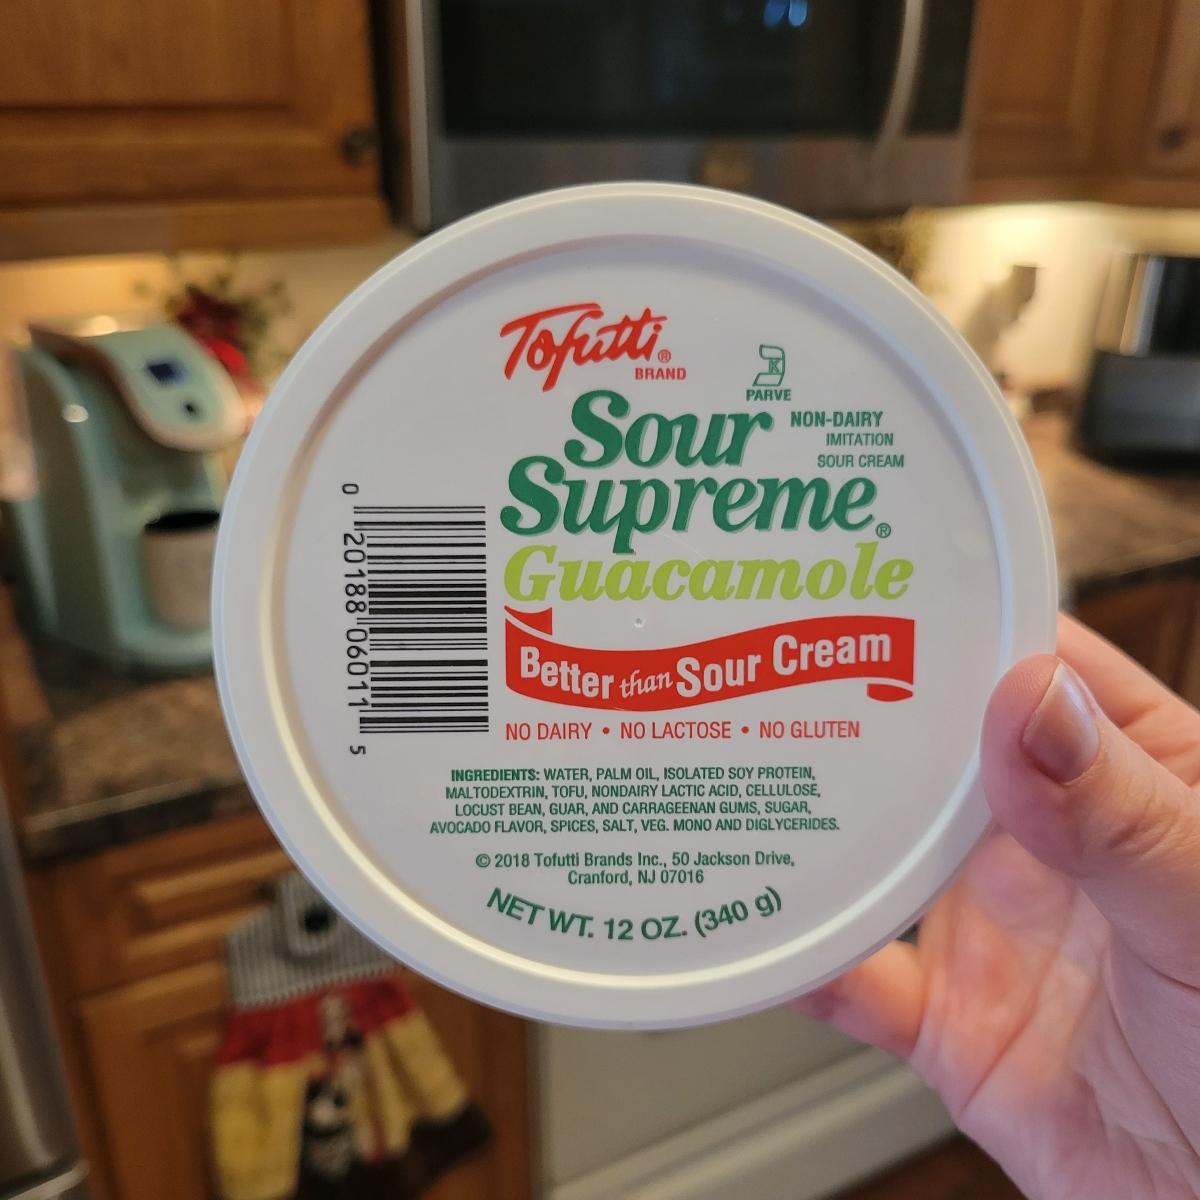 Tofutti®
BRAND
K
PARVE
Sour
NON-DAIRY
IMITATION
SOUR CREAM
Supreme®
Guacamole
Better than Sour Cream
NO DAIRY • NO LACTOSE • NO GLUTEN
0 20188 06011 5
INGREDIENTS: WATER, PALM OIL, ISOLATED SOY PROTEIN,
MALTODEXTRIN, TOFU, NONDAIRY LACTIC ACID, CELLULOSE,
LOCUST BEAN, GUAR, AND CARRAGEENAN GUMS, SUGAR,
AVOCADO FLAVOR, SPICES, SALT, VEG. MONO AND DIGLYCERIDES.
© 2018 Tofutti Brands Inc., 50 Jackson Drive,
Cranford, NJ 07016
NET WT. 12 OZ. (340 g)